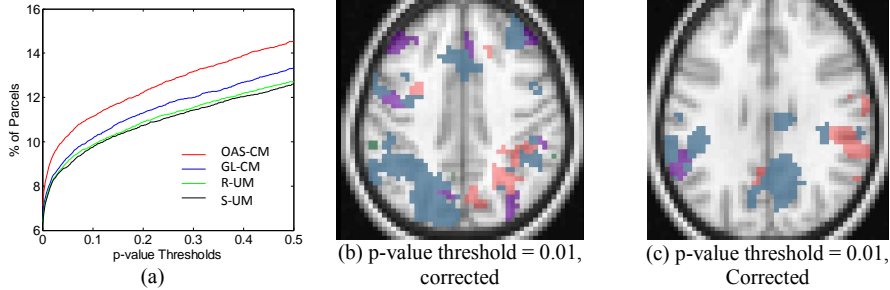 16
14
12
10
8
6
% of Parcels
OAS-CM
GL-CM
R-UM
S-UM
0 0.1 0.2 0.3 0.4 0.5
p-value Thresholds
(a)
(b) p-value threshold = 0.01,
corrected
(c) p-value threshold = 0.01,
Corrected